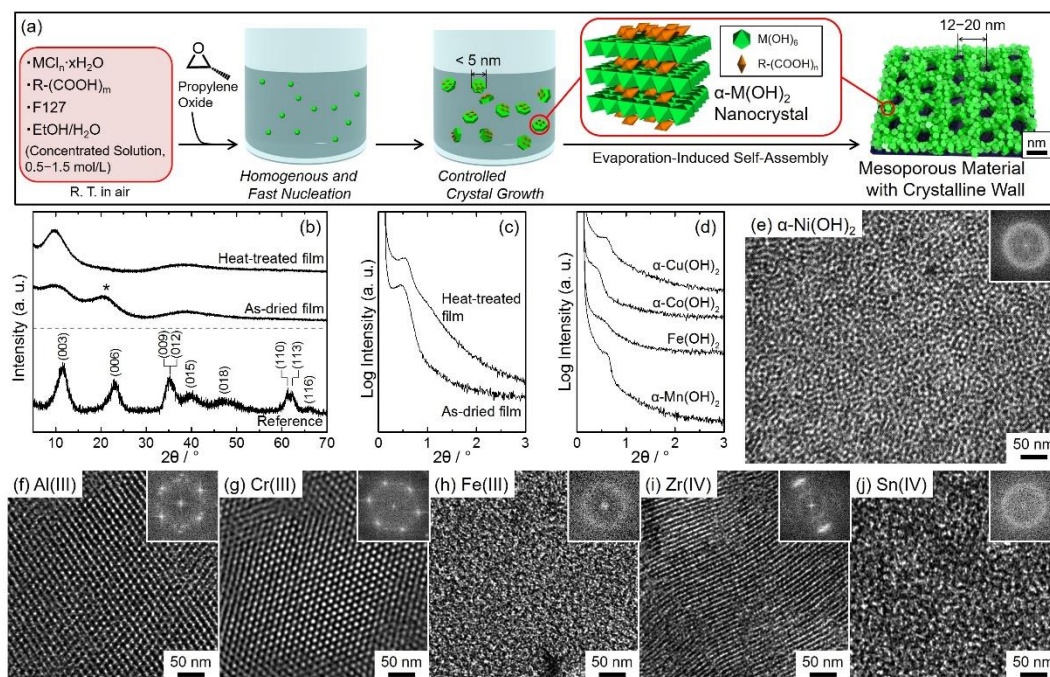 (a)
・MClₙ·xH₂O
・R-(COOH)ₘ
・F127
・EtOH/H₂O
(Concentrated Solution,
0.5−1.5 mol/L)
R. T. in air
O
Propylene
Oxide
Homogenous and
Fast Nucleation
< 5 nm
Controlled
Crystal Growth
M(OH)₆
R-(COOH)ₙ
α-M(OH)₂
Nanocrystal
Evaporation-Induced Self-Assembly
12−20 nm
nm
Mesoporous Material
with Crystalline Wall
(b)
Intensity (a. u.)
Heat-treated film
*
As-dried film
(003)
(006)
(009)
(012)
(015)
(018)
(110)
(113)
(116)
Reference
10 20 30 40 50 60 70
2θ / °
(c)
Log Intensity (a. u.)
Heat-treated
film
As-dried film
0 1 2 3
2θ / °
(d)
Log Intensity (a. u.)
α-Cu(OH)₂
α-Co(OH)₂
Fe(OH)₂
α-Mn(OH)₂
0 1 2 3
2θ / °
(e) α-Ni(OH)₂
50 nm
(f) Al(III)
50 nm
(g) Cr(III)
50 nm
(h) Fe(III)
50 nm
(i) Zr(IV)
50 nm
(j) Sn(IV)
50 nm